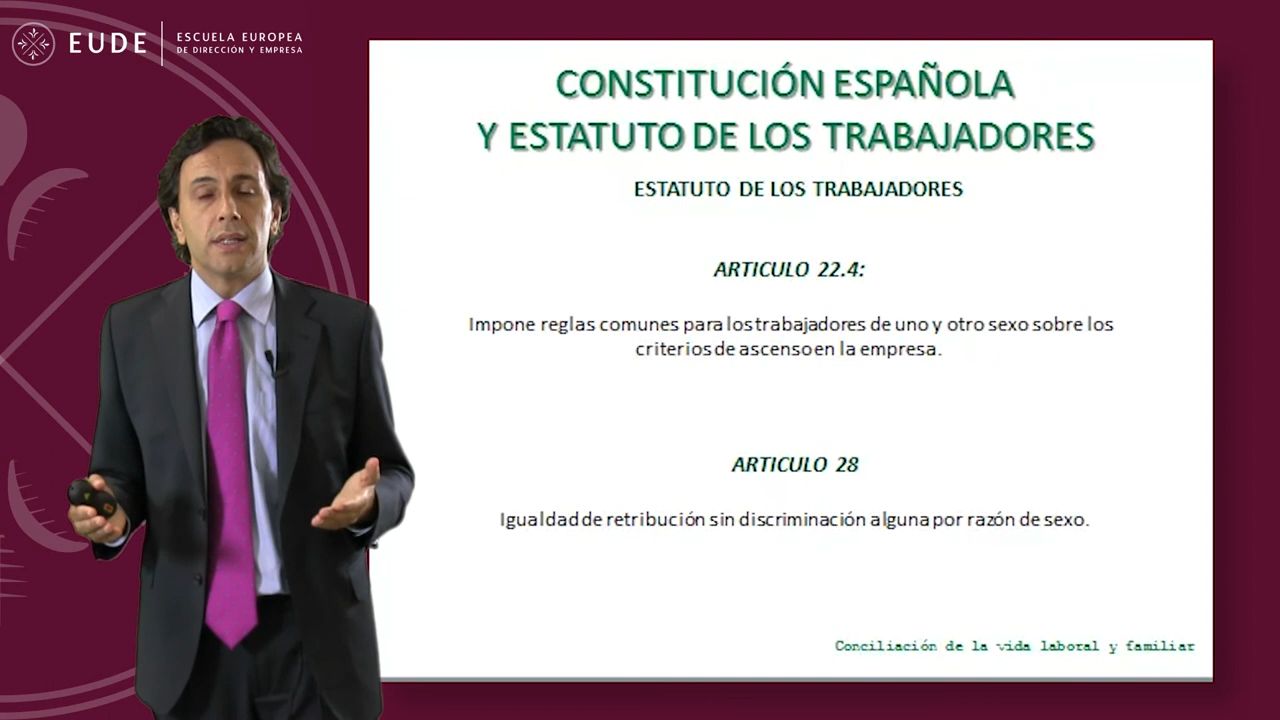 EUDE
ESCUELA EUROPEA
DE DIRECCIÓN Y EMPRESA
CONSTITUCIÓN ESPAÑOLA
Y ESTATUTO DE LOS TRABAJADORES
ESTATUTO DE LOS TRABAJADORES
ARTICULO 22.4:
Impone reglas comunes para los trabajadores de uno y otro sexo sobre los
criterios de ascenso en la empresa.
ARTICULO 28
Igualdad de retribución sin discriminación alguna por razón de sexo.
Conciliación de la vida laboral y familiar